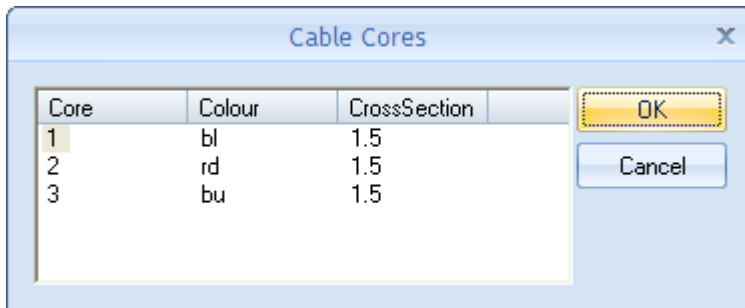 Cable Cores
Core Colour CrossSection
OK
1 bl 1.5
2 rd 1.5
Cancel
3 bu 1.5